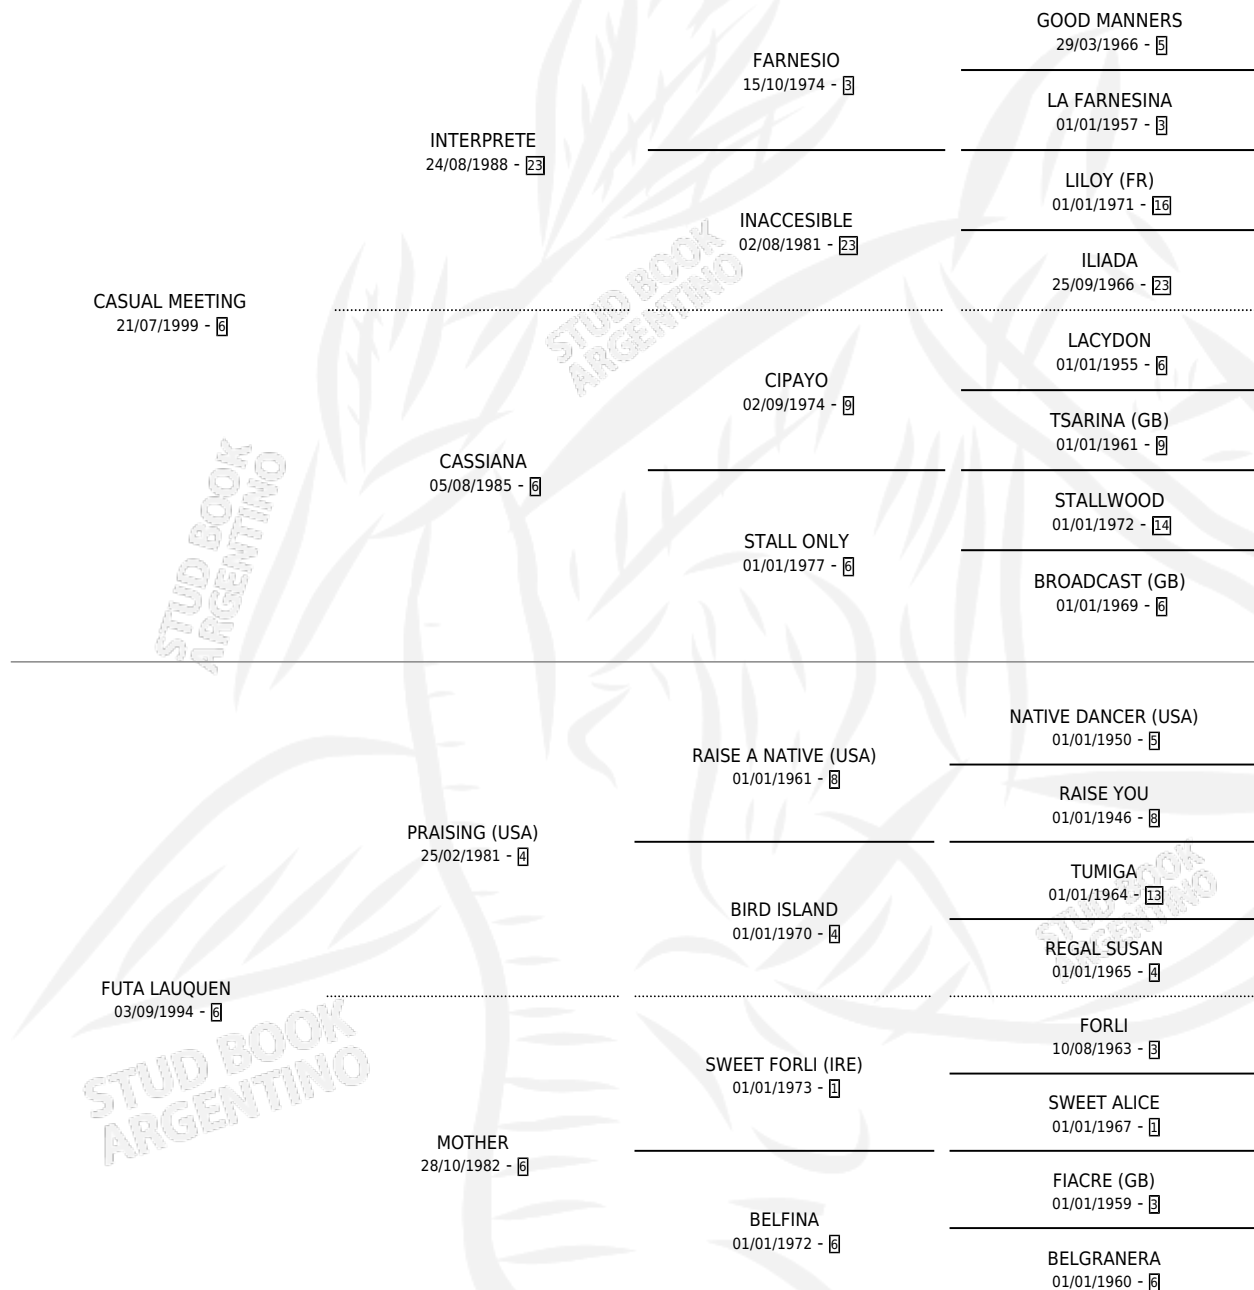 GOOD MANNERS
29/03/1966 - 5
FARNESIO
15/10/1974 - 3
LA FARNESINA
01/01/1957 - 3
INTERPRETE
24/08/1988 - 23
LILOY (FR)
01/01/1971 - 16
INACCESIBLE
02/08/1981 - 23
ILIADA
25/09/1966 - 23
CASUAL MEETING
21/07/1999 - 6
LACYDON
01/01/1955 - 6
CIPAYO
02/09/1974 - 9
TSARINA (GB)
01/01/1961 - 9
CASSIANA
05/08/1985 - 6
STALLWOOD
01/01/1972 - 14
STALL ONLY
01/01/1977 - 6
BROADCAST (GB)
01/01/1969 - 6
NATIVE DANCER (USA)
01/01/1950 - 5
RAISE A NATIVE (USA)
01/01/1961 - 8
RAISE YOU
01/01/1946 - 8
PRAISING (USA)
25/02/1981 - 4
TUMIGA
01/01/1964 - 13
BIRD ISLAND
01/01/1970 - 4
REGAL SUSAN
01/01/1965 - 4
FUTA LAUQUEN
03/09/1994 - 6
FORLI
10/08/1963 - 3
SWEET FORLI (IRE)
01/01/1973 - 1
SWEET ALICE
01/01/1967 - 1
MOTHER
28/10/1982 - 6
FIACRE (GB)
01/01/1959 - 3
BELFINA
01/01/1972 - 6
BELGRANERA
01/01/1960 - 6
STUD BOOK
ARGENTINO
STUD BOOK
ARGENTINO
STUD BOOK
ARGENTINO
STUD BOOK
ARGENTINO